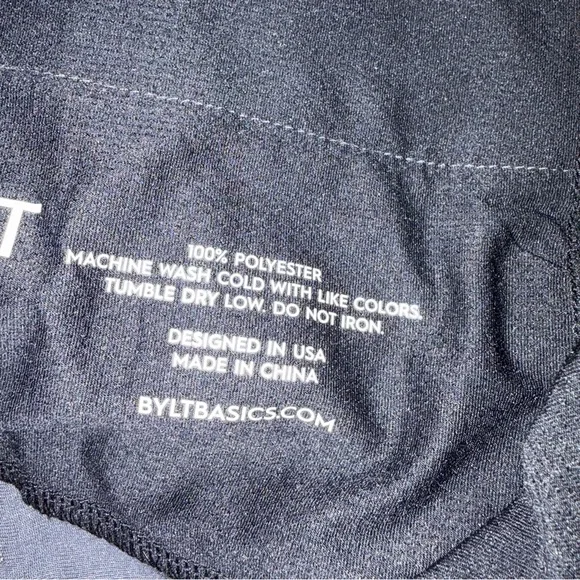 T
100% POLYESTER
MACHINE WASH COLD WITH LIKE COLORS.
TUMBLE DRY LOW. DO NOT IRON.
DESIGNED IN USA
MADE IN CHINA
BYLTBASICS.COM